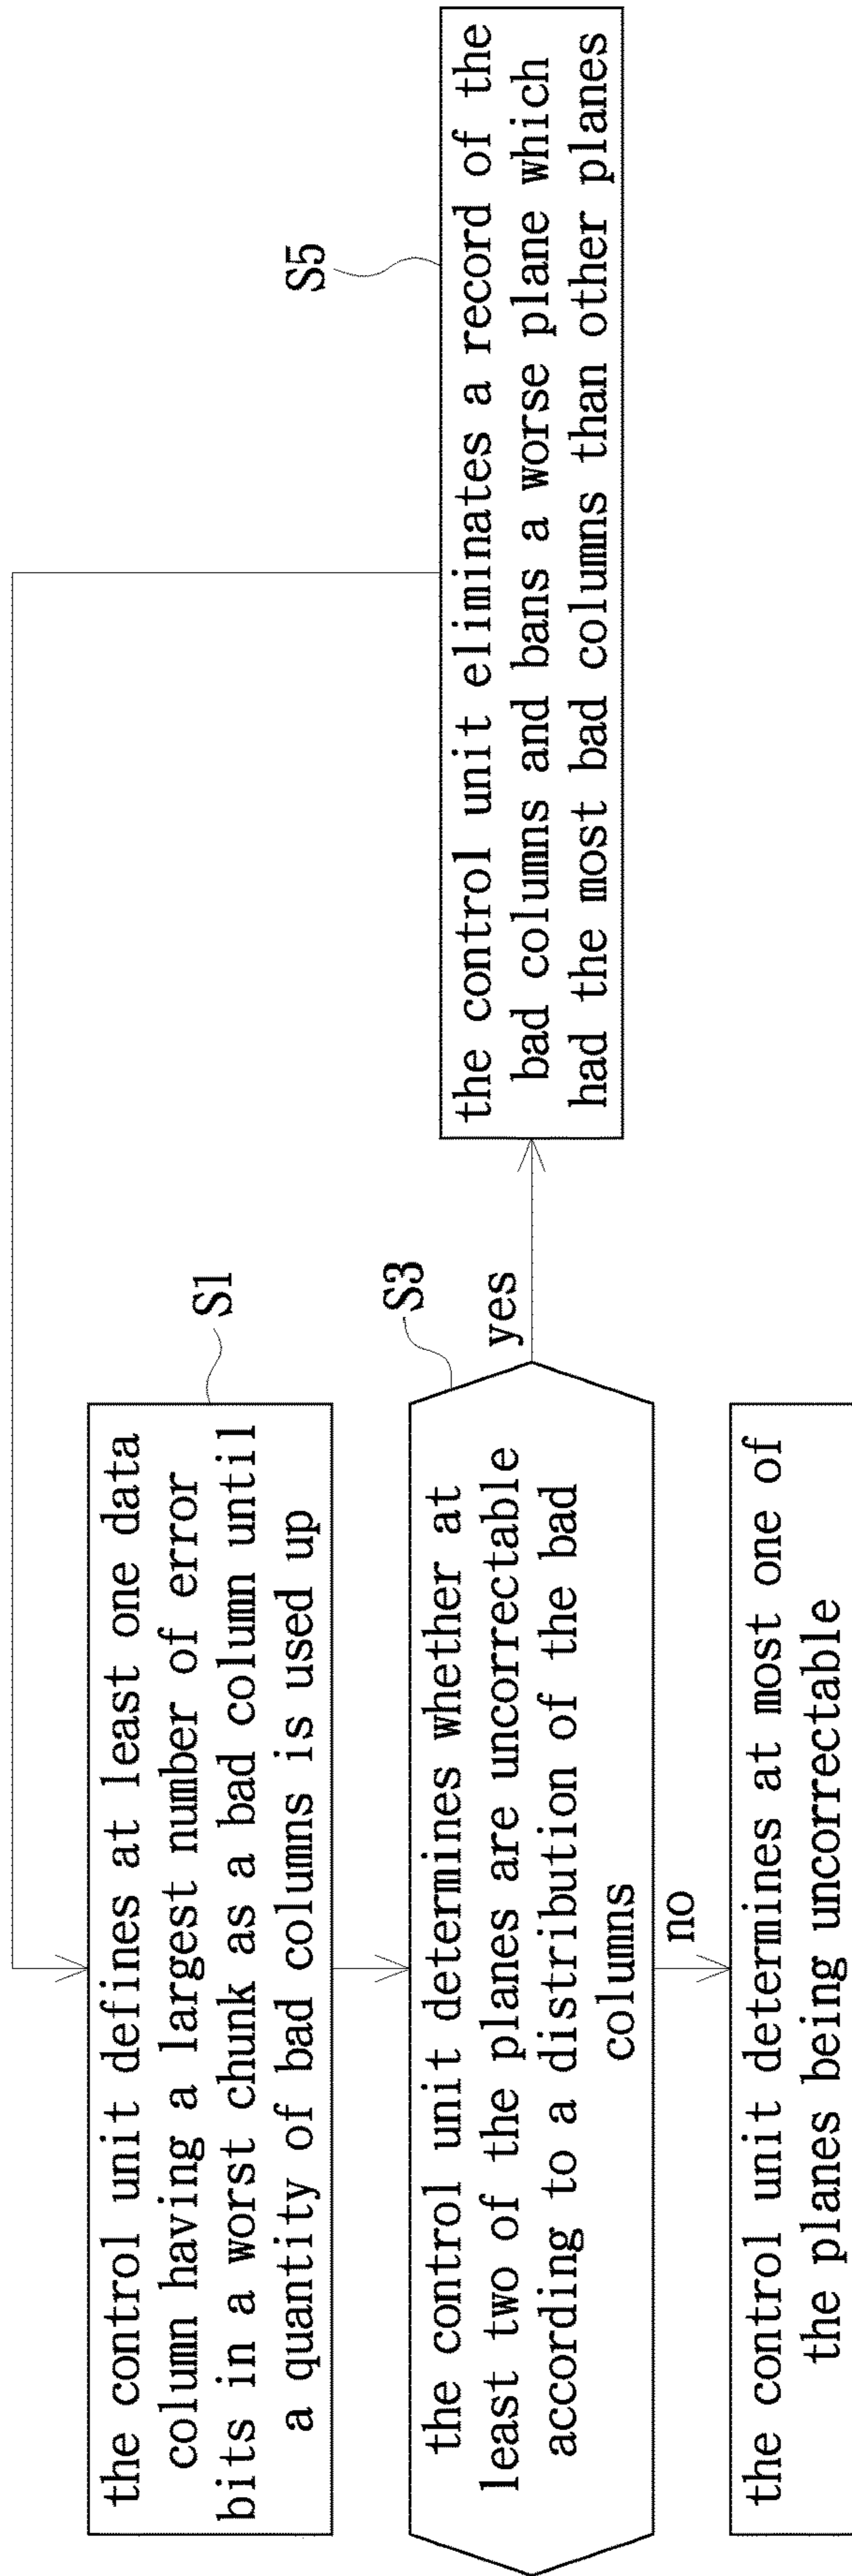 S1
the control unit defines at least one data
column having a largest number of error
bits in a worst chunk as a bad column until
a quantity of bad columns is used up
S3
the control unit determines whether at
least two of the planes are uncorrectable
according to a distribution of the bad
columns
yes
S5
the control unit eliminates a record of the
bad columns and bans a worse plane which
had the most bad columns than other planes
no
the control unit determines at most one of
the planes being uncorrectable